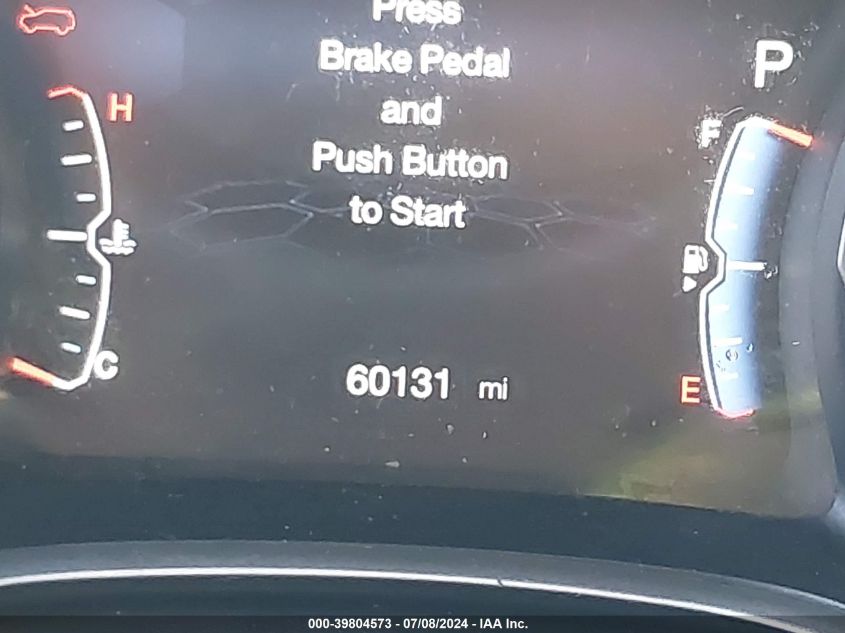 Press
Brake Pedal
and
Push Button
to Start
P
H
F
C
E
60131 mi
000-39804573 - 07/08/2024 - IAA Inc.